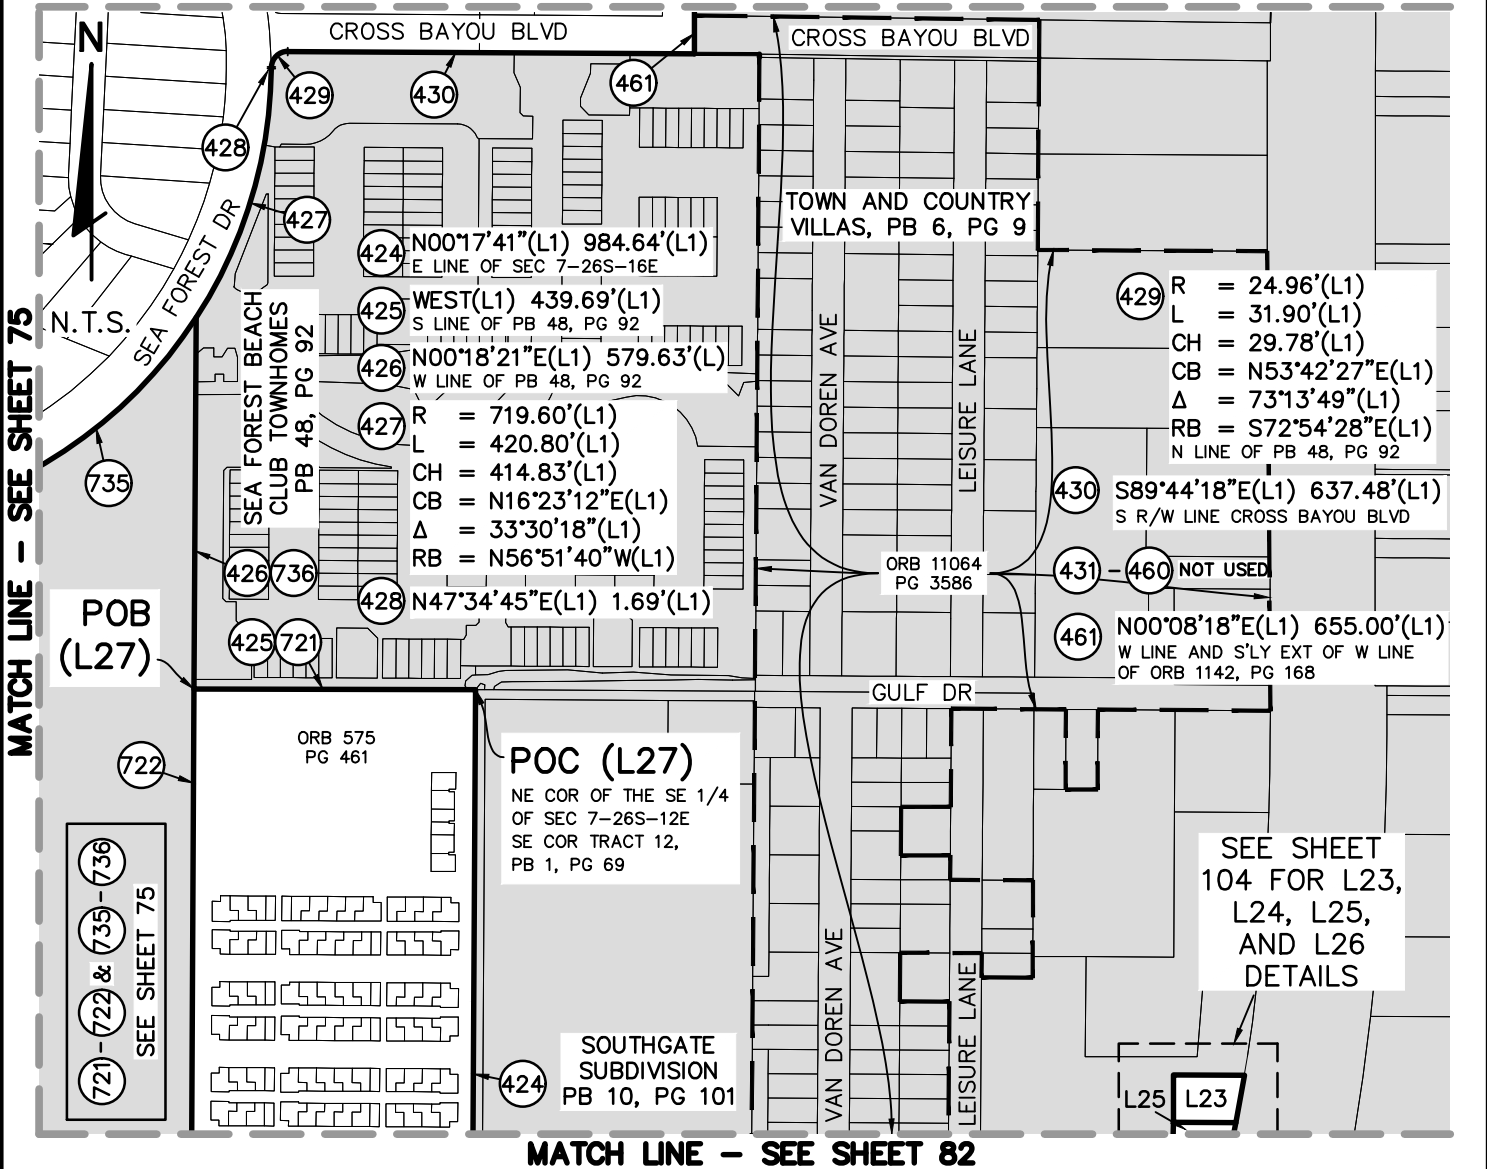 CROSS BAYOU BLVD
CROSS BAYOU BLVD
N
429
430
461
428
427
SEA FOREST DR
N.T.S.
MATCH LINE - SEE SHEET 75
TOWN AND COUNTRY
VILLAS, PB 6, PG 9
424 N00°17'41"(L1) 984.64'(L1)
E LINE OF SEC 7-26S-16E
425 WEST(L1) 439.69'(L1)
S LINE OF PB 48, PG 92
426 N00°18'21"E(L1) 579.63'(L)
W LINE OF PB 48, PG 92
427 R = 719.60'(L1)
L = 420.80'(L1)
CH = 414.83'(L1)
CB = N16°23'12"E(L1)
Δ = 33°30'18"(L1)
RB = N56°51'40"W(L1)
428 N47°34'45"E(L1) 1.69'(L1)
SEA FOREST BEACH
CLUB TOWNHOMES
PB 48, PG 92
VAN DOREN AVE
LEISURE LANE
429 R = 24.96'(L1)
L = 31.90'(L1)
CH = 29.78'(L1)
CB = N53°42'27"E(L1)
Δ = 73°13'49"(L1)
RB = S72°54'28"E(L1)
N LINE OF PB 48, PG 92
430 S89°44'18"E(L1) 637.48'(L1)
S R/W LINE CROSS BAYOU BLVD
431 - 460 NOT USED
461 N00°08'18"E(L1) 655.00'(L1)
W LINE AND S'LY EXT OF W LINE
OF ORB 1142, PG 168
ORB 11064
PG 3586
735
426 736
425 721
POB
(L27)
GULF DR
722
ORB 575
PG 461
POC (L27)
NE COR OF THE SE 1/4
OF SEC 7-26S-12E
SE COR TRACT 12,
PB 1, PG 69
721 - 722 & 735 - 736
SEE SHEET 75
424
SOUTHGATE
SUBDIVISION
PB 10, PG 101
VAN DOREN AVE
LEISURE LANE
SEE SHEET
104 FOR L23,
L24, L25,
AND L26
DETAILS
L25
L23
MATCH LINE - SEE SHEET 82